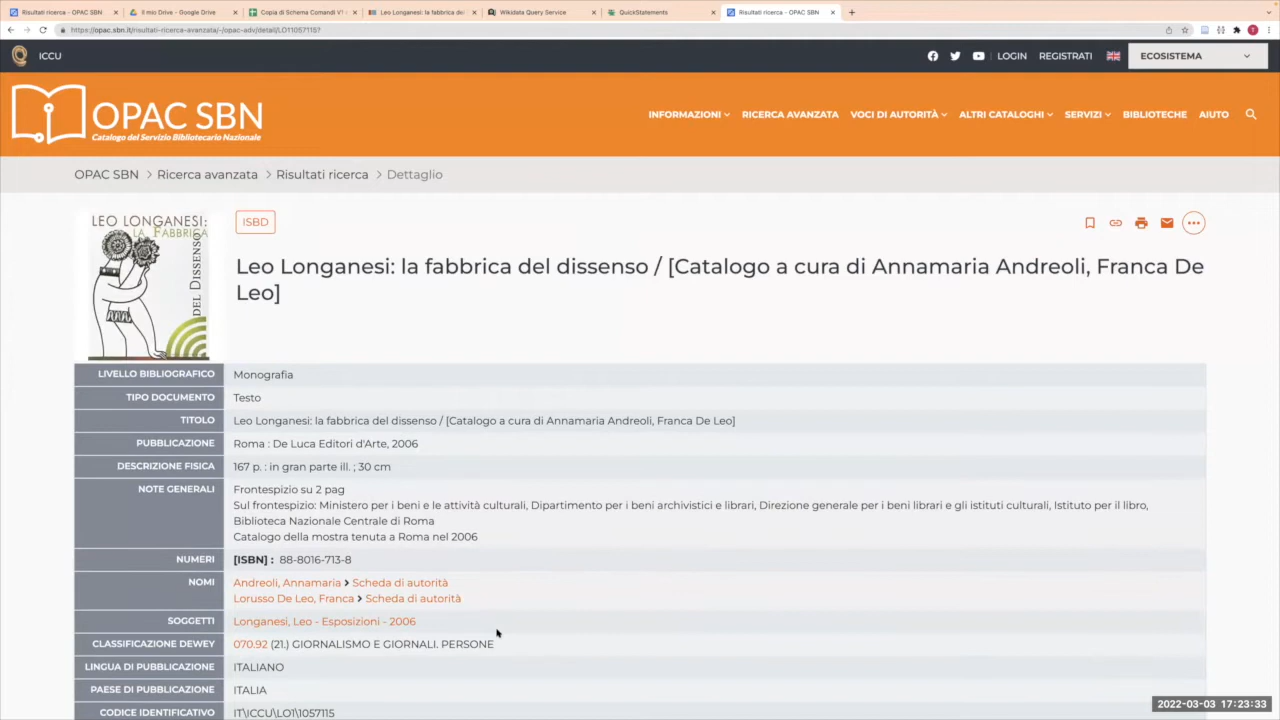 Risultati ricerca - OPAC SBN
Il mio Drive - Google Drive
Copia di Schema Comandi V1
Leo Longanesi: la fabbrica de
Wikidata Query Service
QuickStatements
Risultati ricerca - OPAC SBN
https://opac.sbn.it/risultati-ricerca-avanzata/-/opac-adv/detail/LO11057115?
ICCU
LOGIN
REGISTRATI
ECOSISTEMA
OPAC SBN
Catalogo del Servizio Bibliotecario Nazionale
INFORMAZIONI
RICERCA AVANZATA
VOCI DI AUTORITÀ
ALTRI CATALOGHI
SERVIZI
BIBLIOTECHE
AIUTO
OPAC SBN > Ricerca avanzata > Risultati ricerca > Dettaglio
LEO LONGANESI:
LA FABBRICA
DEL DISSENSO
ISBD
Leo Longanesi: la fabbrica del dissenso / [Catalogo a cura di Annamaria Andreoli, Franca De
Leo]
LIVELLO BIBLIOGRAFICO Monografia
TIPO DOCUMENTO Testo
TITOLO Leo Longanesi: la fabbrica del dissenso / [Catalogo a cura di Annamaria Andreoli, Franca De Leo]
PUBBLICAZIONE Roma : De Luca Editori d'Arte, 2006
DESCRIZIONE FISICA 167 p. : in gran parte ill. ; 30 cm
NOTE GENERALI Frontespizio su 2 pag
Sul frontespizio: Ministero per i beni e le attività culturali, Dipartimento per i beni archivistici e librari, Direzione generale per i beni librari e gli istituti culturali, Istituto per il llbro,
Biblioteca Nazionale Centrale di Roma
Catalogo della mostra tenuta a Roma nel 2006
NUMERI [ISBN] : 88-8016-713-8
NOMI Andreoli, Annamaria > Scheda di autorità
Lorusso De Leo, Franca > Scheda di autorità
SOGGETTI Longanesi, Leo - Esposizioni - 2006
CLASSIFICAZIONE DEWEY 070.92 (21.) GIORNALISMO E GIORNALI. PERSONE
LINGUA DI PUBBLICAZIONE ITALIANO
PAESE DI PUBBLICAZIONE ITALIA
CODICE IDENTIFICATIVO IT\ICCU\LO1\1057115
2022-03-03 17:23:33